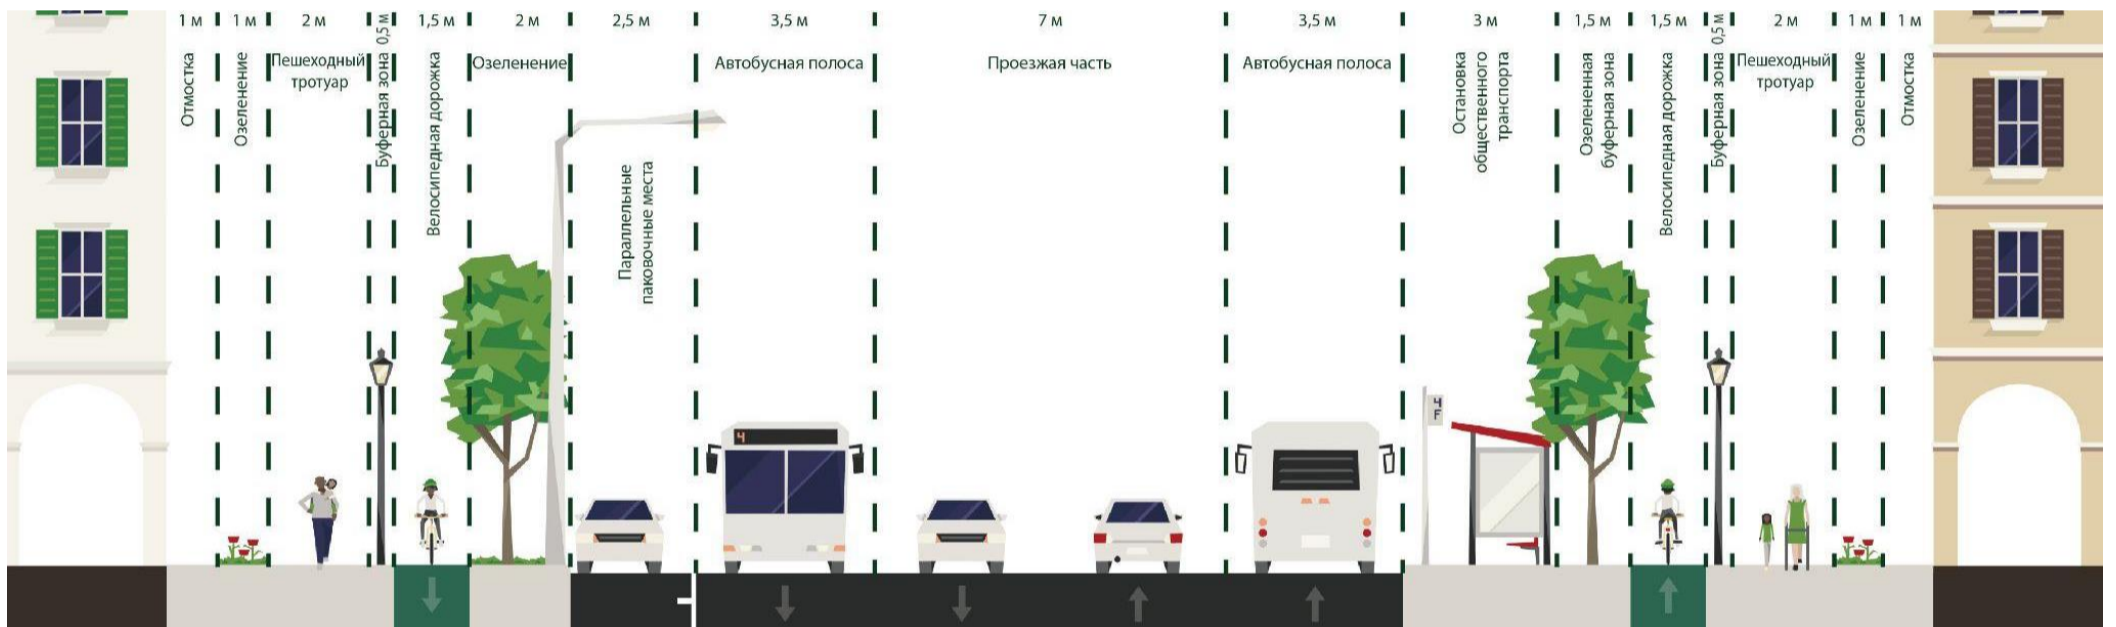 1 м
1 м
2 м
0,5 м
1,5 м
2 м
2,5 м
3,5 м
7 м
3,5 м
3 м
1,5 м
1,5 м
0,5 м
2 м
1 м
1 м
Отмостка
Озеленение
Пешеходный
тротуар
Буферная зона
Велосипедная дорожка
Озеленение
Параллельные
паковочные места
Автобусная полоса
Проезжая часть
Автобусная полоса
Остановка
общественного
транспорта
Озелененная
буферная зона
Велосипедная дорожка
Буферная зона
Пешеходный
тротуар
Озеленение
Отмостка
4
4
F